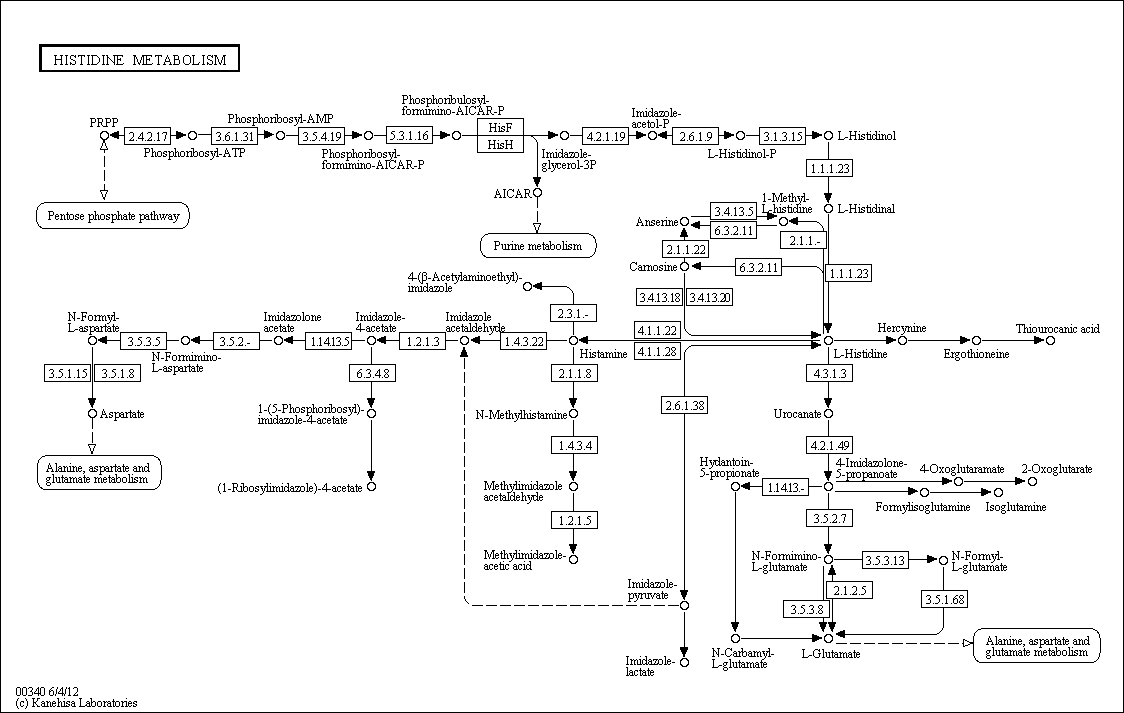 HISTIDINE METABOLISM
Phosphoribulosyl-
formimino-AICAR-P
PRPP
Phosphoribosyl-AMP
Imidazole-
acetol-P
2.4.2.17
3.6.1.31
3.5.4.19
5.3.1.16
HisF
HisH
4.2.1.19
2.6.1.9
3.1.3.15
L-Histidinol
Phosphoribosyl-ATP
Phosphoribosyl-
formimino-AICAR-P
Imidazole-
glycerol-3P
L-Histidinol-P
1.1.1.23
AICAR
Pentose phosphate pathway
Purine metabolism
1-Methyl-
L-histidine
L-Histidinal
Anserine
3.4.13.5
6.3.2.11
2.1.1.-
2.1.1.22
Carnosine
6.3.2.11
1.1.1.23
4-(β-Acetylaminoethyl)-
imidazole
3.4.13.18
3.4.13.20
2.3.1.-
N-Formyl-
L-aspartate
Imidazolone
acetate
Imidazole-
4-acetate
Imidazole
acetaldehyde
4.1.1.22
Hercynine
Thiourocanic acid
3.5.3.5
3.5.2.-
1.14.13.5
1.2.1.3
1.4.3.22
Histamine
4.1.1.28
L-Histidine
Ergothioneine
N-Formimino-
L-aspartate
3.5.1.15
3.5.1.8
6.3.4.8
2.1.1.8
4.3.1.3
2.6.1.38
Aspartate
1-(5-Phosphoribosyl)-
imidazole-4-acetate
N-Methylhistamine
Urocanate
1.4.3.4
4.2.1.49
Alanine, aspartate and
glutamate metabolism
Hydantoin-
5-propionate
4-Imidazolone-
5-propanoate
4-Oxoglutaramate
2-Oxoglutarate
(1-Ribosylimidazole)-4-acetate
Methylimidazole
acetaldehyde
1.14.13.-
Formylisoglutamine
Isoglutamine
1.2.1.5
3.5.2.7
Methylimidazole-
acetic acid
N-Formimino-
L-glutamate
3.5.3.13
N-Formyl-
L-glutamate
Imidazole-
pyruvate
2.1.2.5
3.5.3.8
3.5.1.68
Imidazole-
lactate
N-Carbamyl-
L-glutamate
L-Glutamate
Alanine, aspartate and
glutamate metabolism
00340 6/4/12
(c) Kanehisa Laboratories